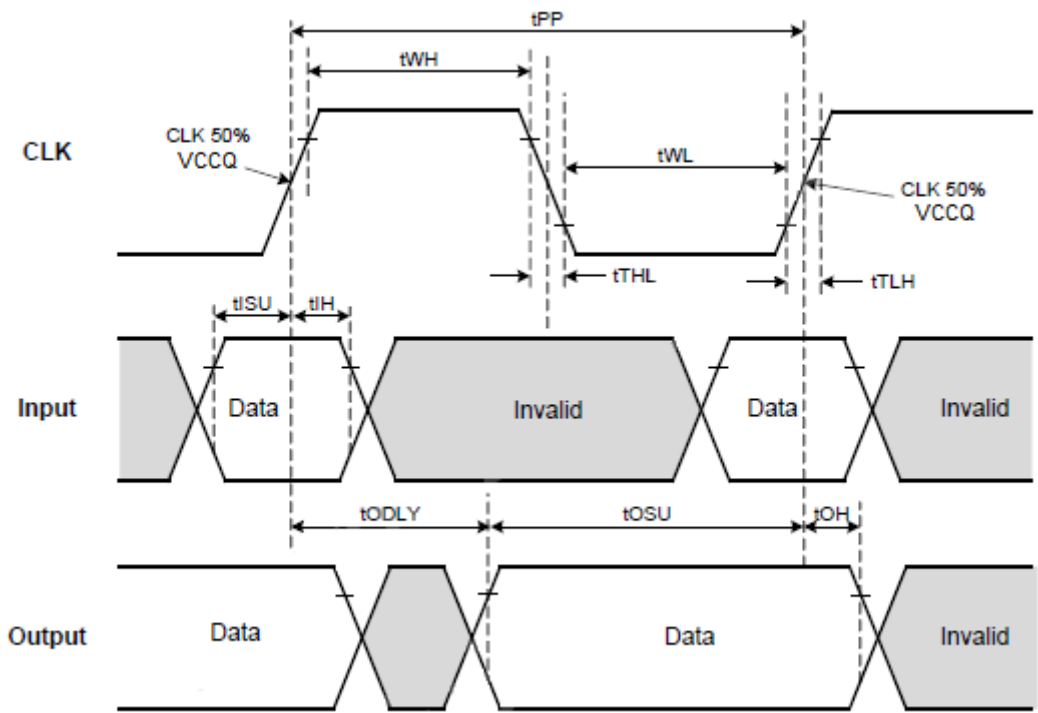 tPP
tWH
CLK 50%
VCCQ
CLK
tWL
CLK 50%
VCCQ
tTHL
tTLH
tISU
tIH
Input
Data
Invalid
Data
Invalid
tODLY
tOSU
tOH
Output
Data
Data
Invalid